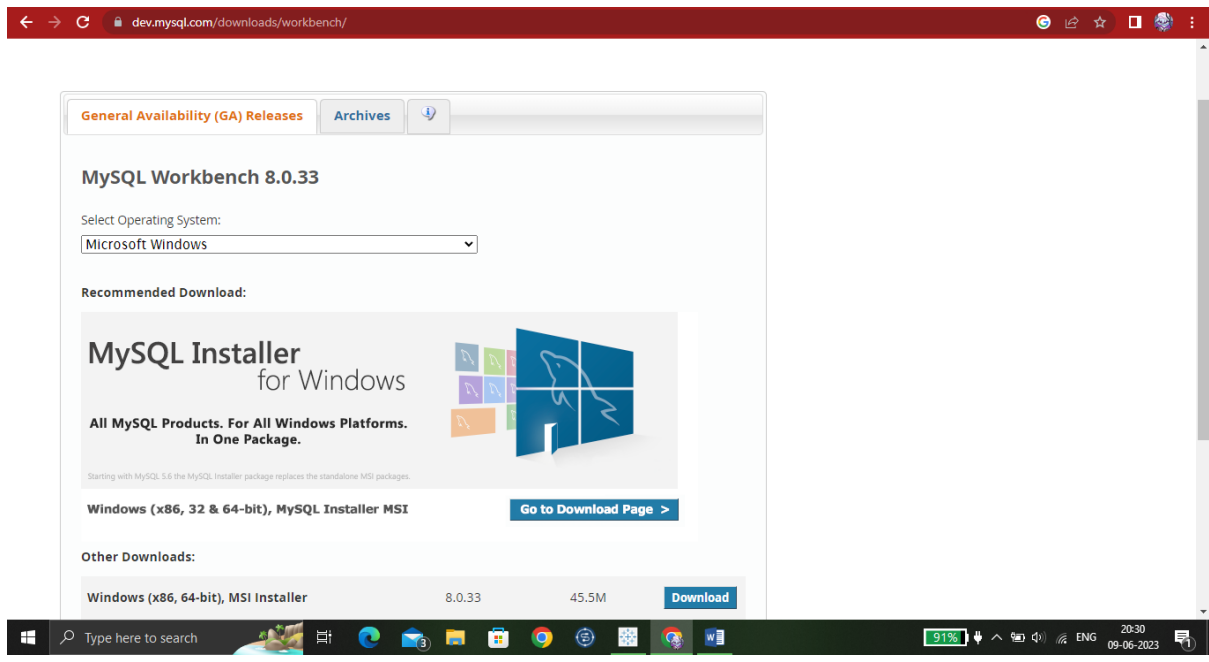 dev.mysql.com/downloads/workbench/
General Availability (GA) Releases Archives
MySQL Workbench 8.0.33
Select Operating System:
Microsoft Windows
Recommended Download:
MySQL Installer
for Windows
All MySQL Products. For All Windows Platforms.
In One Package.
Starting with MySQL 5.6 the MySQL Installer package replaces the standalone MSI packages.
Windows (x86, 32 & 64-bit), MySQL Installer MSI Go to Download Page >
Other Downloads:
Windows (x86, 64-bit), MSI Installer 8.0.33 45.5M Download
Type here to search 3 91% ENG 20:30
09-06-2023 1